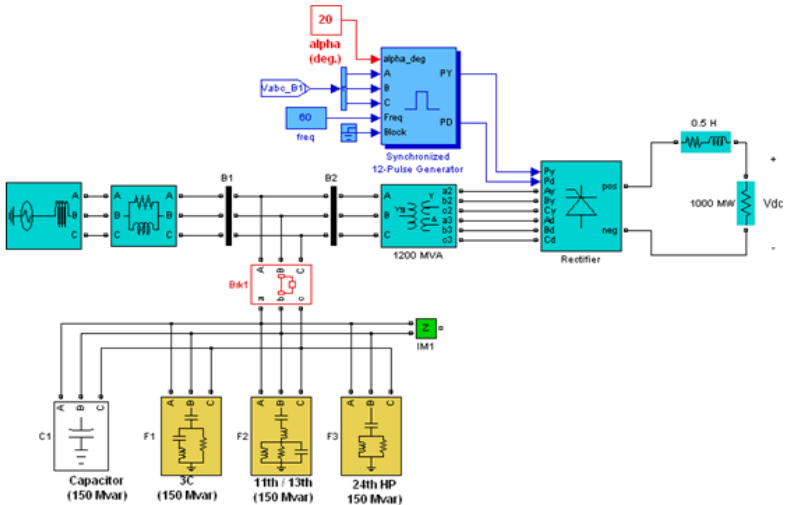 20
alpha
(deg.)
alpha_deg
A
B
C
Freq
Block
PY
PD
Vabc_B1
60
freq
Synchronized
12-Pulse Generator
0.5 H
+
1000 MW
Vdc
-
B1
B2
A
B
C
A
B
C
A
B
C
A
B
C
Yg
Y
Δ
a2
b2
c2
a3
b3
c3
1200 MVA
Py
Pd
Ay
By
Cy
Ad
Bd
Cd
pos
neg
Rectifier
Brk1
A
B
C
a
b
c
Z
IM1
A
B
C
C1
Capacitor
(150 Mvar)
A
B
C
F1
3C
(150 Mvar)
A
B
C
F2
11th / 13th
(150 Mvar)
A
B
C
F3
24th HP
150 Mvar)